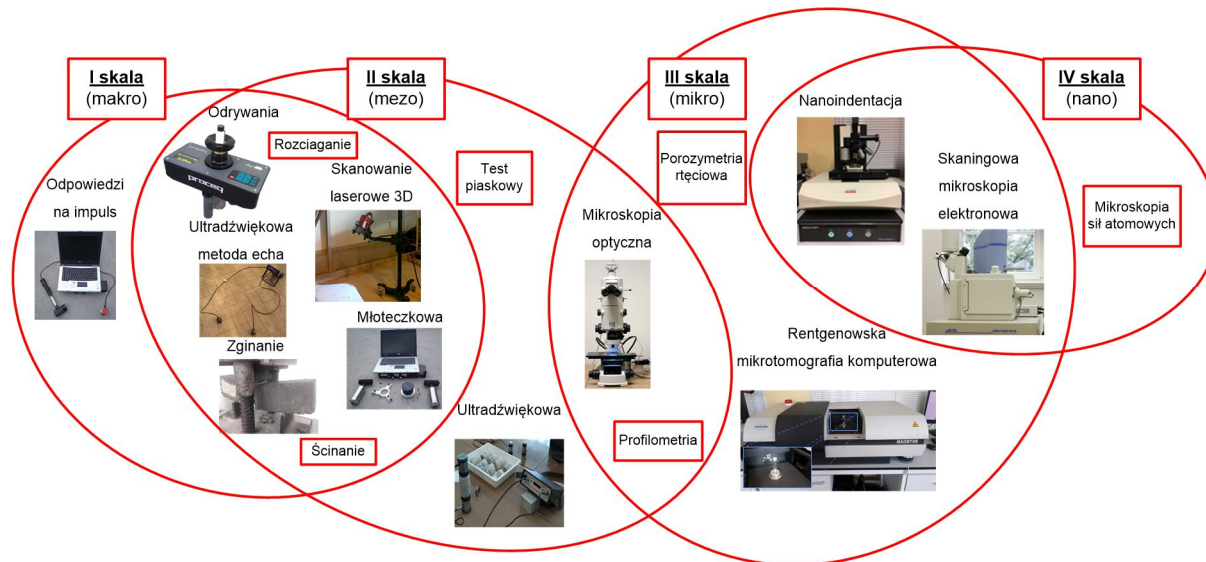 I skala
(makro)
II skala
(mezo)
III skala
(mikro)
IV skala
(nano)
Odpowiedzi
na impuls
Odrywania
Rozciaganie
Skanowanie
laserowe 3D
Ultradźwiękowa
metoda echa
Młoteczkowa
Zginanie
Ścinanie
Test
piaskowy
Ultradźwiękowa
Mikroskopia
optyczna
Profilometria
Porozymetria
rtęciowa
Nanoindentacja
Skaningowa
mikroskopia
elektronowa
Rentgenowska
mikrotomografia komputerowa
Mikroskopia
sił atomowych
proceq